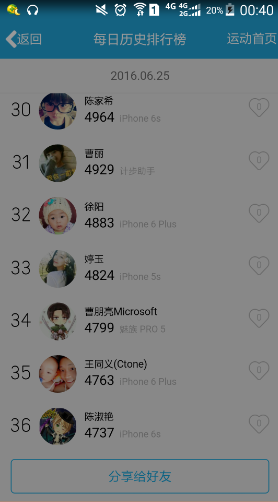 1 4G 4G 2G 20% 00:40
返回 每日历史排行榜 运动首页
2016.06.25
30 陈家希 0
4964 iPhone 6s
31 曹丽 0
4929 计步助手
32 徐阳 0
4883 iPhone 6 Plus
33 婷玉 0
4824 iPhone 5s
34 曹朋亮Microsoft 0
4799 魅族 PRO 5
35 王同义(Ctone) 0
4763 iPhone 6 Plus
36 陈淑艳 0
4737 iPhone 6s
分享给好友